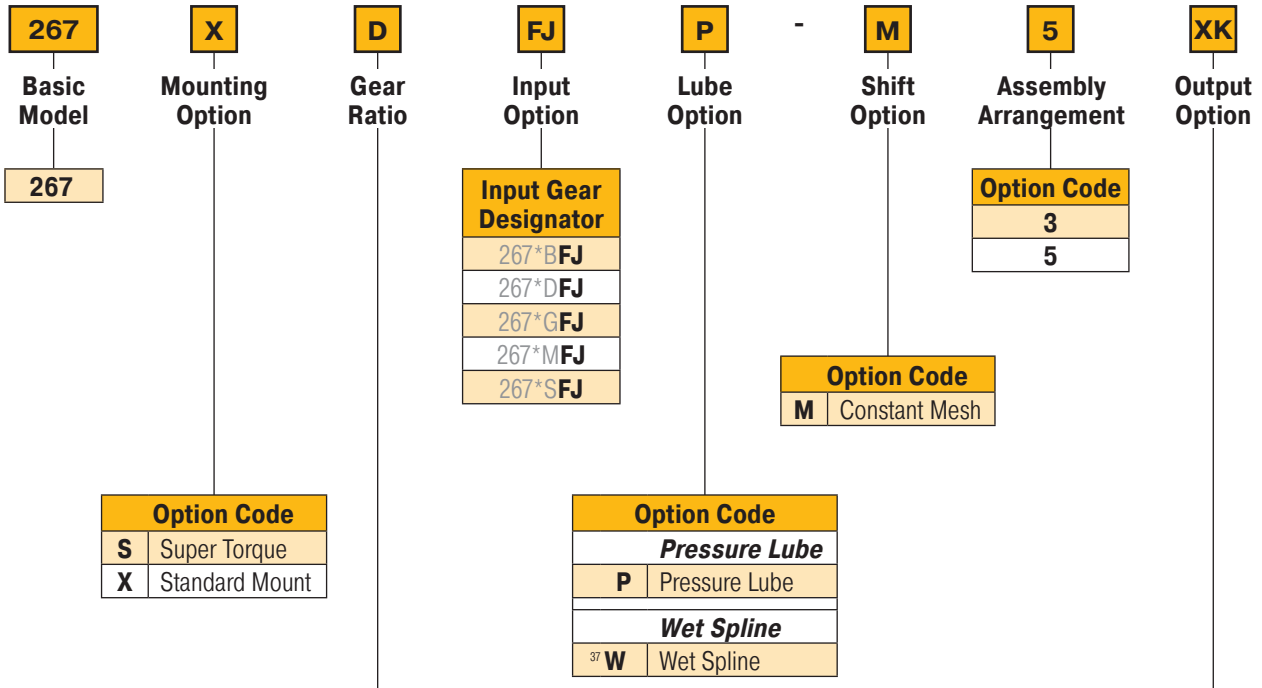 267 X D FJ P - M 5 XK
Basic Model
Mounting Option
Gear Ratio
Input Option
Lube Option
Shift Option
Assembly Arrangement
Output Option
267
Input Gear Designator
267*BFJ
267*DFJ
267*GFJ
267*MFJ
267*SFJ
Option Code
3
5
Option Code
M Constant Mesh
Option Code
S Super Torque
X Standard Mount
Option Code
Pressure Lube
P Pressure Lube
Wet Spline
37 W Wet Spline